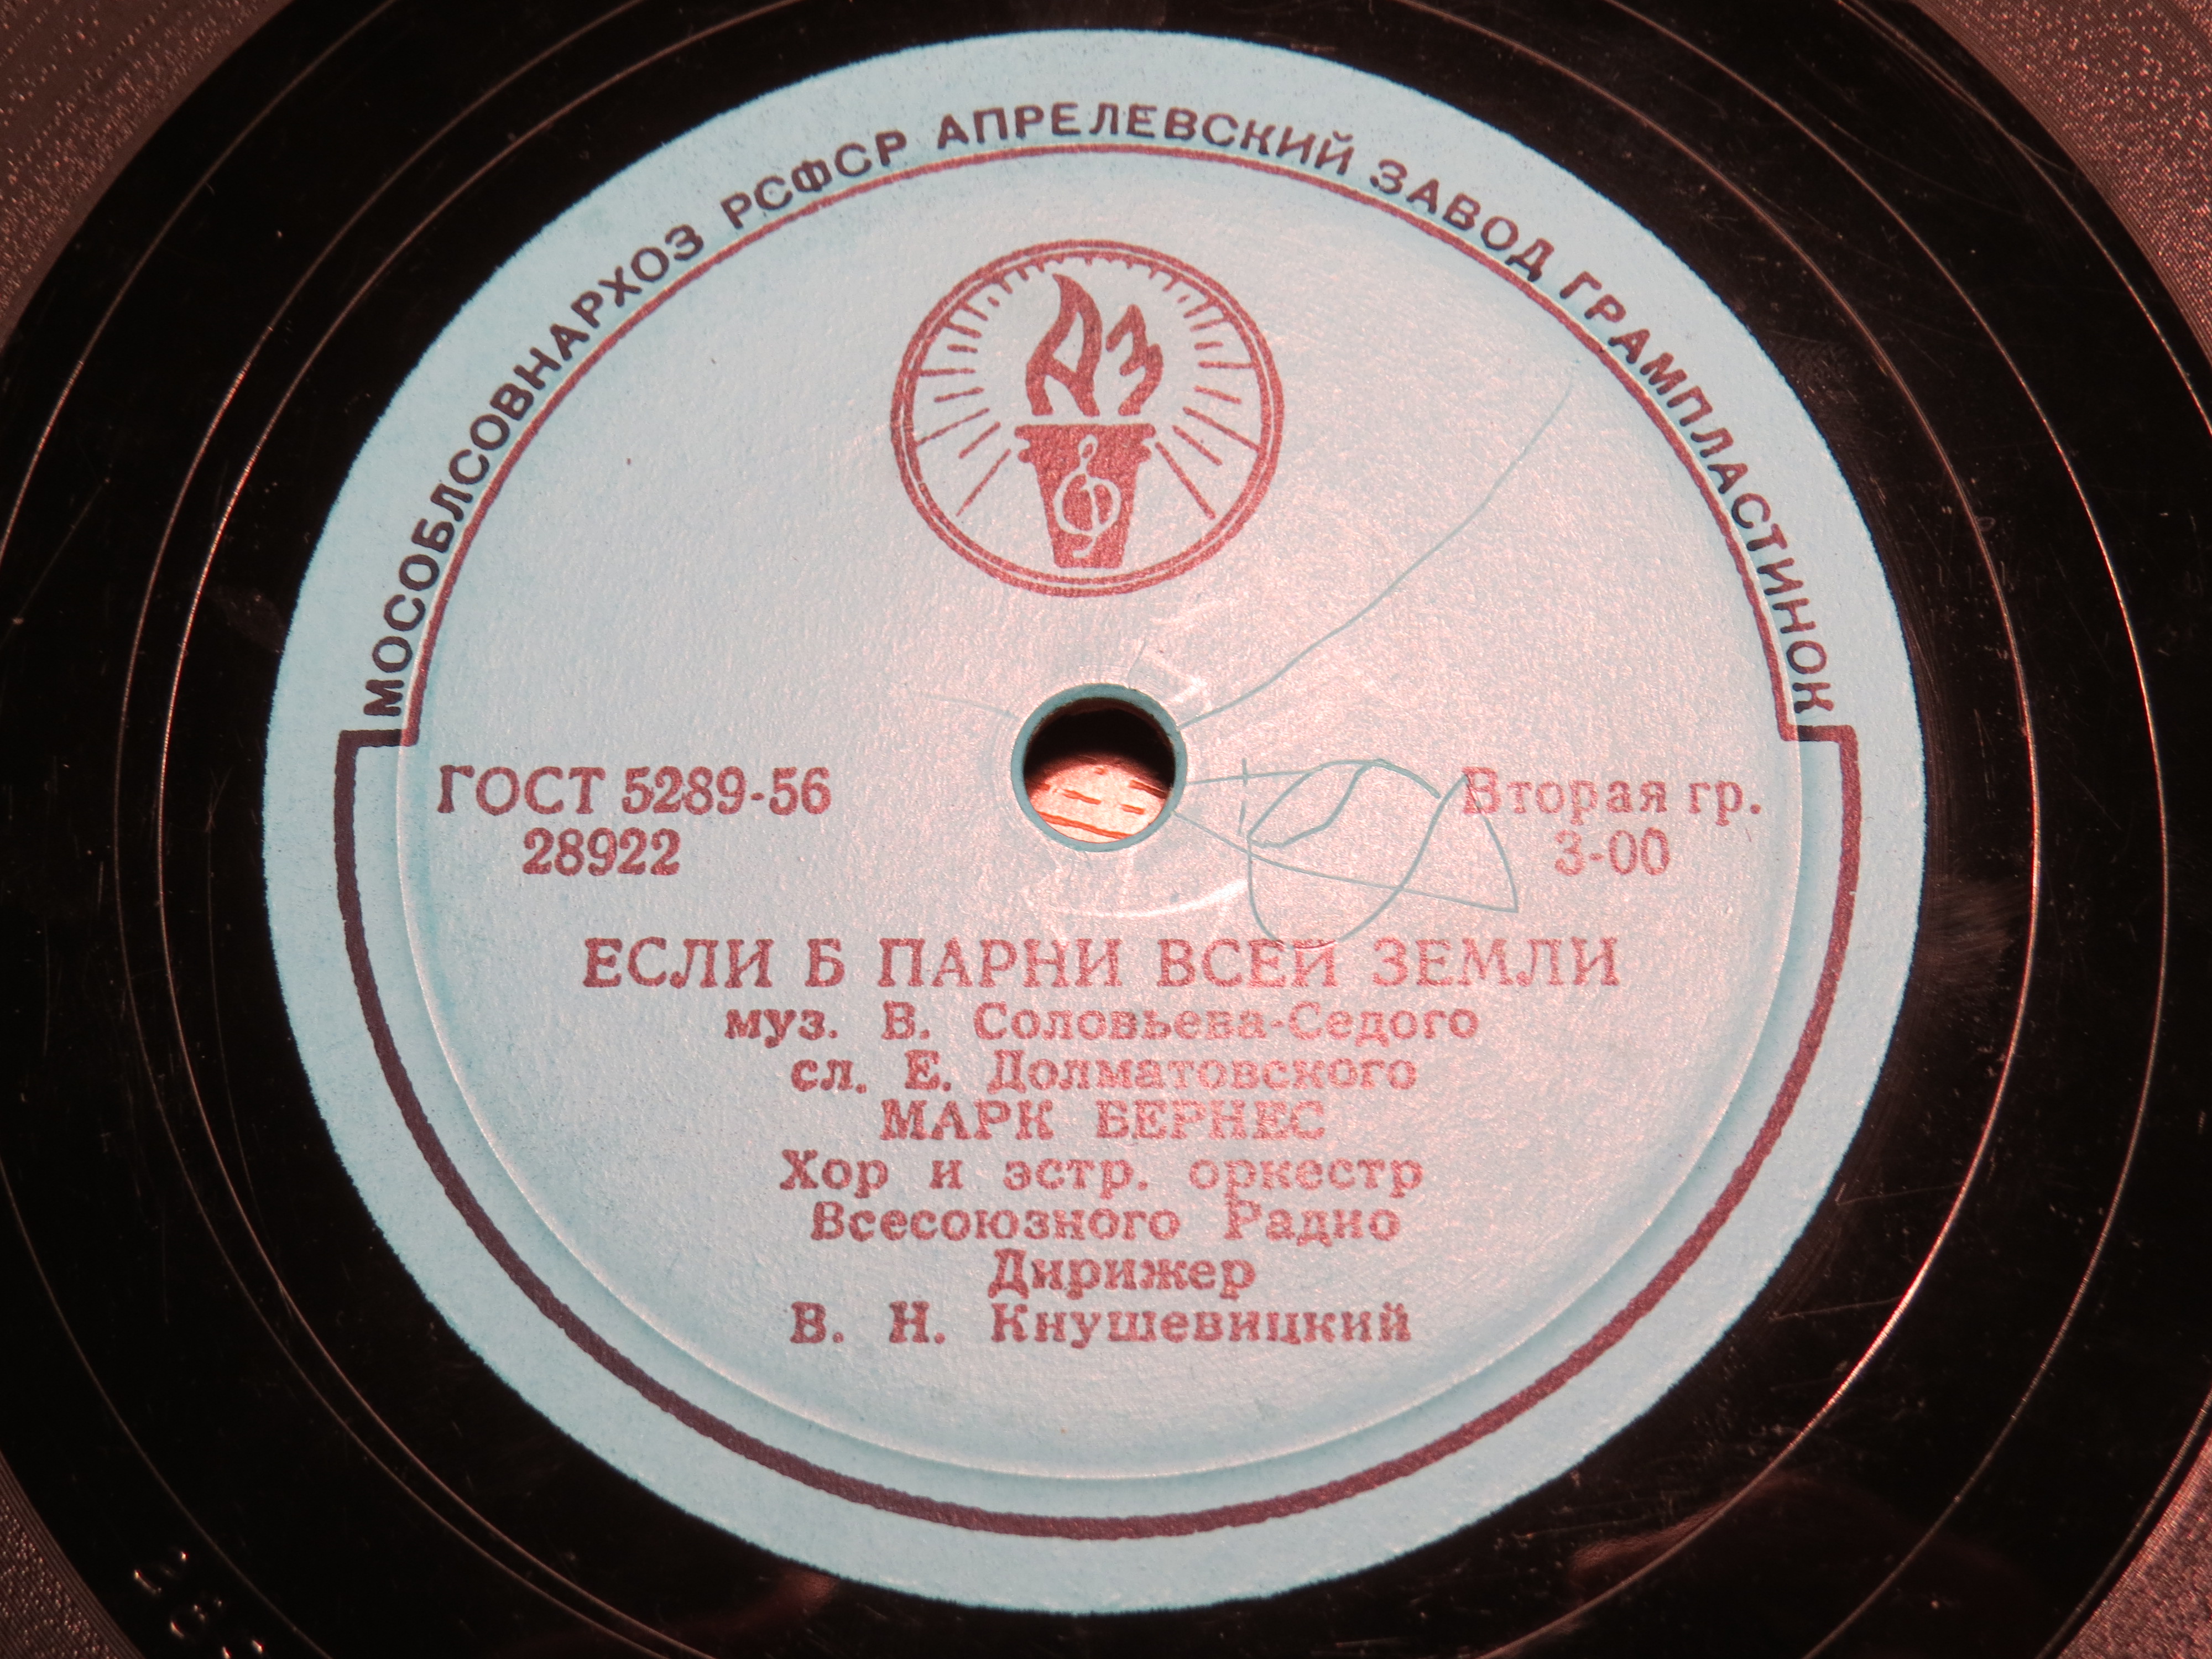 МОСОБЛСОВНАРХОЗ РСФСР АПРЕЛЕВСКИЙ ЗАВОД ГРАМПЛАСТИНОК
АЗ
ГОСТ 5289-56
28922
Вторая гр.
3-00
ЕСЛИ Б ПАРНИ ВСЕЙ ЗЕМЛИ
муз. В. Соловьева-Седого
сл. Е. Долматовского
МАРК БЕРНЕС
Хор и эстр. оркестр
Всесоюзного Радио
Дирижер
В. Н. Кнушевицкий